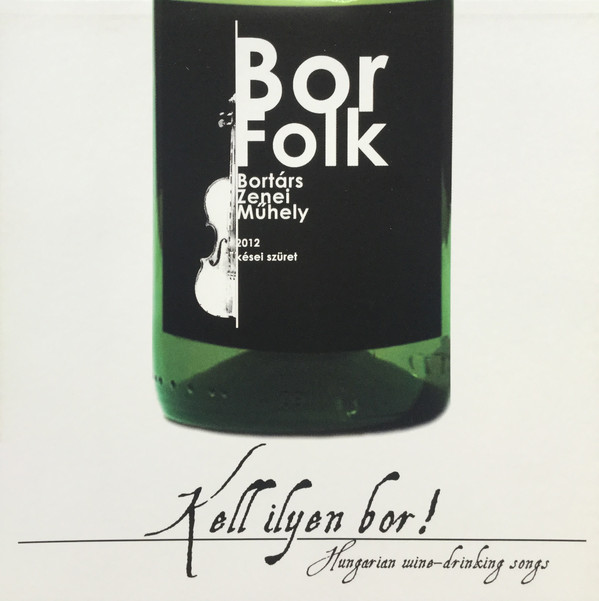 Bor
Folk
Bortárs
Zenei
Műhely
2012
kései szüret
Kell ilyen bor!
Hungarian wine-drinking songs